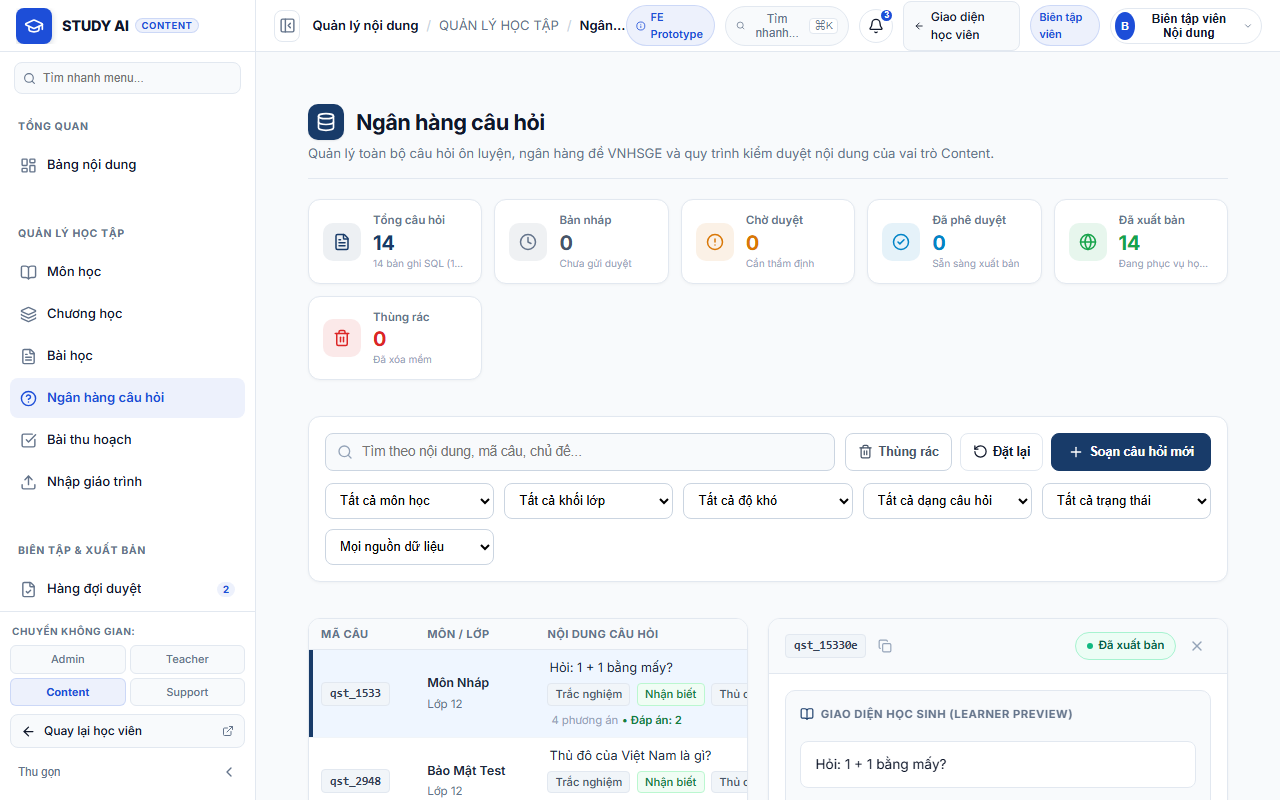 STUDY AI CONTENT
Tìm nhanh menu...
TỔNG QUAN
Bảng nội dung
QUẢN LÝ HỌC TẬP
Môn học
Chương học
Bài học
Ngân hàng câu hỏi
Bài thu hoạch
Nhập giáo trình
BIÊN TẬP & XUẤT BẢN
Hàng đợi duyệt 2
CHUYỂN KHÔNG GIAN:
Admin Teacher
Content Support
Quay lại học viên
Thu gọn
Quản lý nội dung / QUẢN LÝ HỌC TẬP / Ngân...
FE Prototype
Tìm nhanh... ⌘K
3
Giao diện học viên
Biên tập viên
B Biên tập viên Nội dung
Ngân hàng câu hỏi
Quản lý toàn bộ câu hỏi ôn luyện, ngân hàng đề VNHSGE và quy trình kiểm duyệt nội dung của vai trò Content.
Tổng câu hỏi
14
14 bản ghi SQL (1...
Bản nháp
0
Chưa gửi duyệt
Chờ duyệt
0
Cần thẩm định
Đã phê duyệt
0
Sẵn sàng xuất bản
Đã xuất bản
14
Đang phục vụ họ...
Thùng rác
0
Đã xóa mềm
Tìm theo nội dung, mã câu, chủ đề...
Thùng rác
Đặt lại
Soạn câu hỏi mới
Tất cả môn học
Tất cả khối lớp
Tất cả độ khó
Tất cả dạng câu hỏi
Tất cả trạng thái
Mọi nguồn dữ liệu
MÃ CÂU MÔN / LỚP NỘI DUNG CÂU HỎI
qst_1533
Môn Nháp
Lớp 12
Hỏi: 1 + 1 bằng mấy?
Trắc nghiệm Nhận biết Thủ c
4 phương án • Đáp án: 2
qst_2948
Bảo Mật Test
Lớp 12
Thủ đô của Việt Nam là gì?
Trắc nghiệm Nhận biết Thủ c
qst_15330e
Đã xuất bản
GIAO DIỆN HỌC SINH (LEARNER PREVIEW)
Hỏi: 1 + 1 bằng mấy?